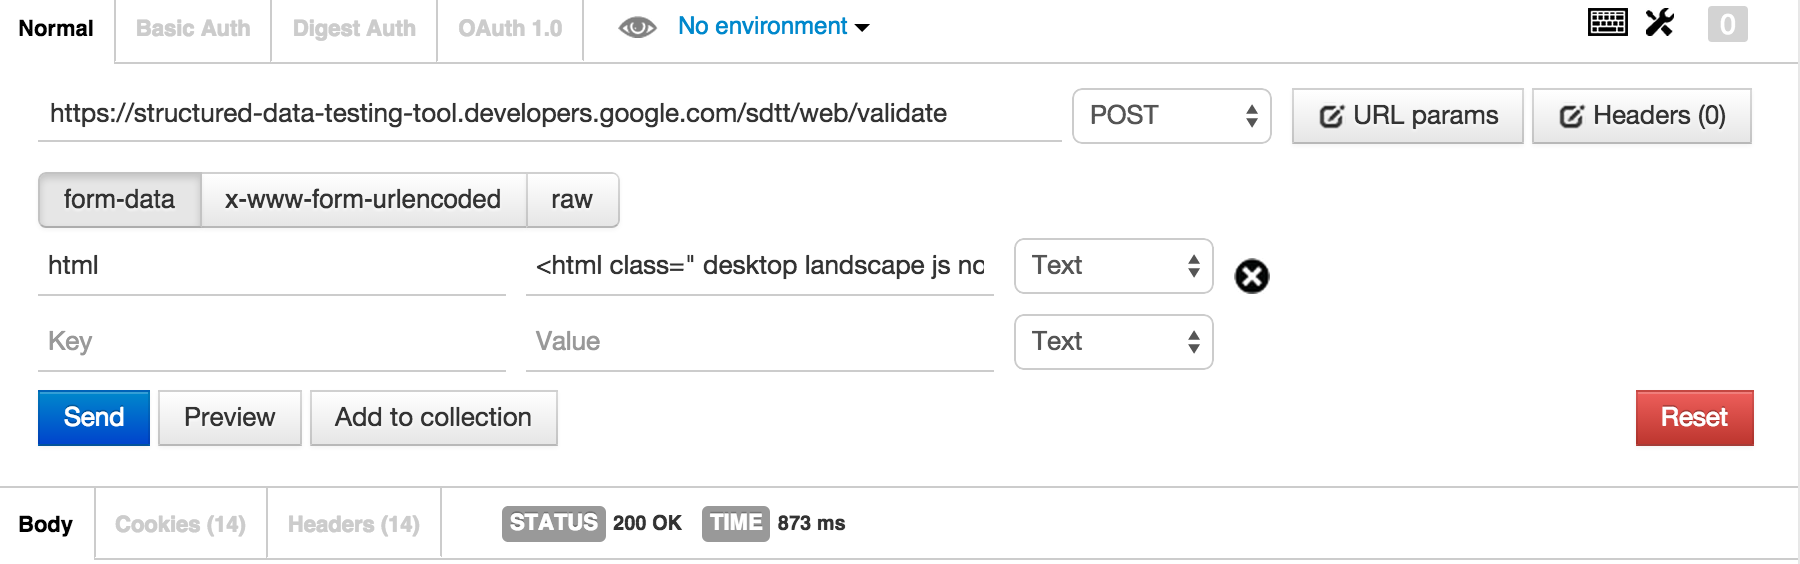 Normal Basic Auth Digest Auth OAuth 1.0 No environment 0
https://structured-data-testing-tool.developers.google.com/sdtt/web/validate POST URL params Headers (0)
form-data x-www-form-urlencoded raw
html <html class=" desktop landscape js no Text
Key Value Text
Send Preview Add to collection Reset
Body Cookies (14) Headers (14) STATUS 200 OK TIME 873 ms